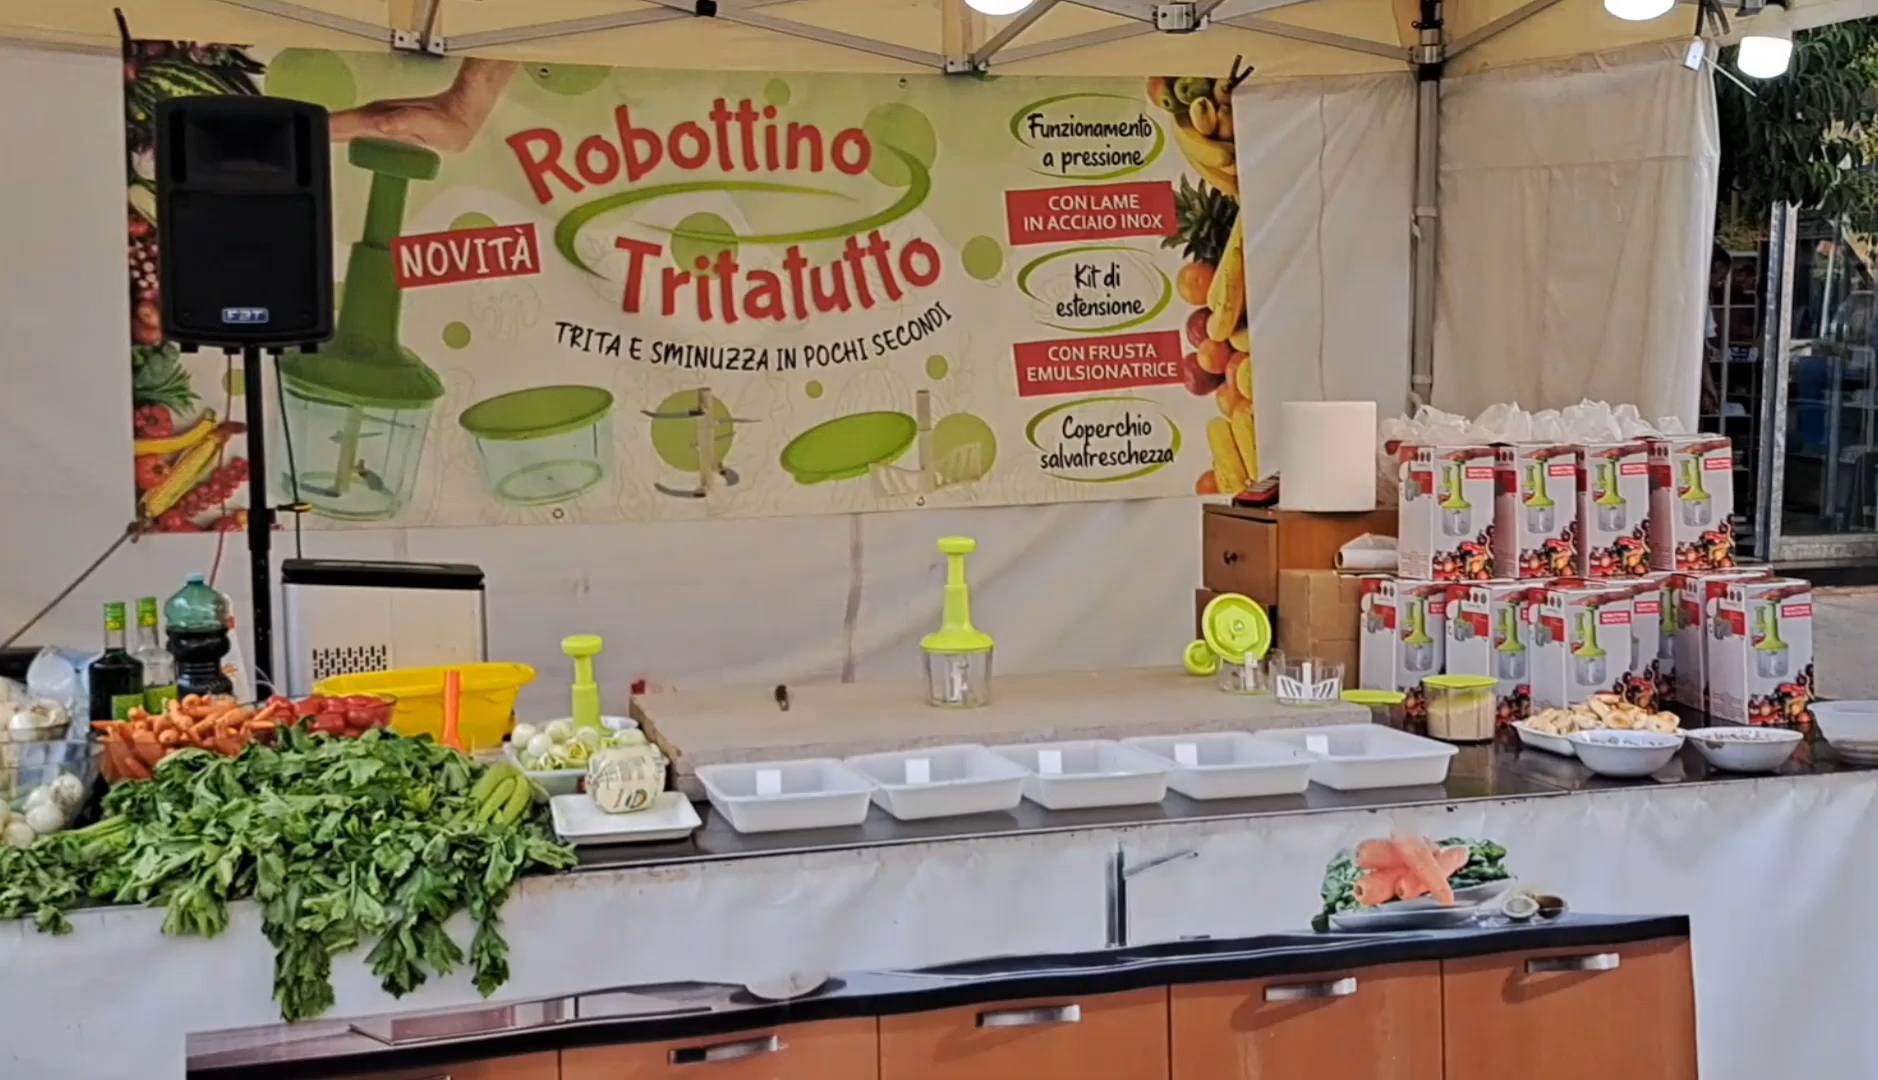 Robottino
Tritatutto
NOVITÀ
TRITA E SMINUZZA IN POCHI SECONDI
Funzionamento
a pressione
CON LAME
IN ACCIAIO INOX
Kit di
estensione
CON FRUSTA
EMULSIONATRICE
Coperchio
salvafreschezza
FBT